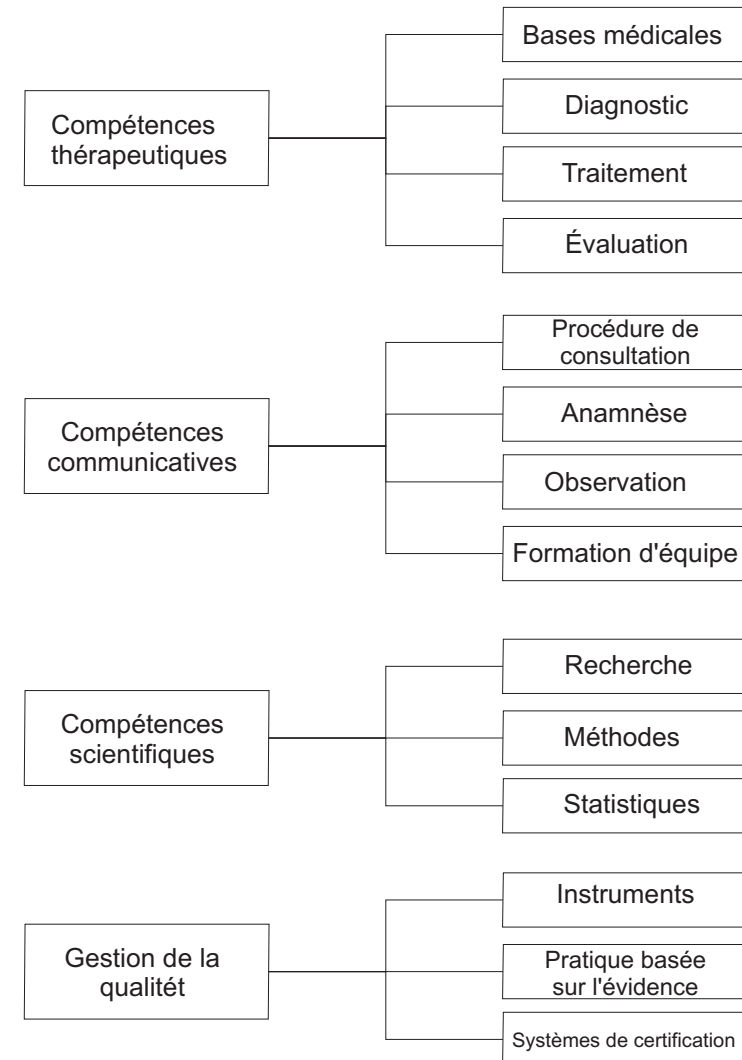 Compétences
thérapeutiques
Bases médicales
Diagnostic
Traitement
Évaluation
Compétences
communicatives
Procédure de
consultation
Anamnèse
Observation
Formation d'équipe
Compétences
scientifiques
Recherche
Méthodes
Statistiques
Gestion de la
qualitét
Instruments
Pratique basée
sur l'évidence
Systèmes de certification